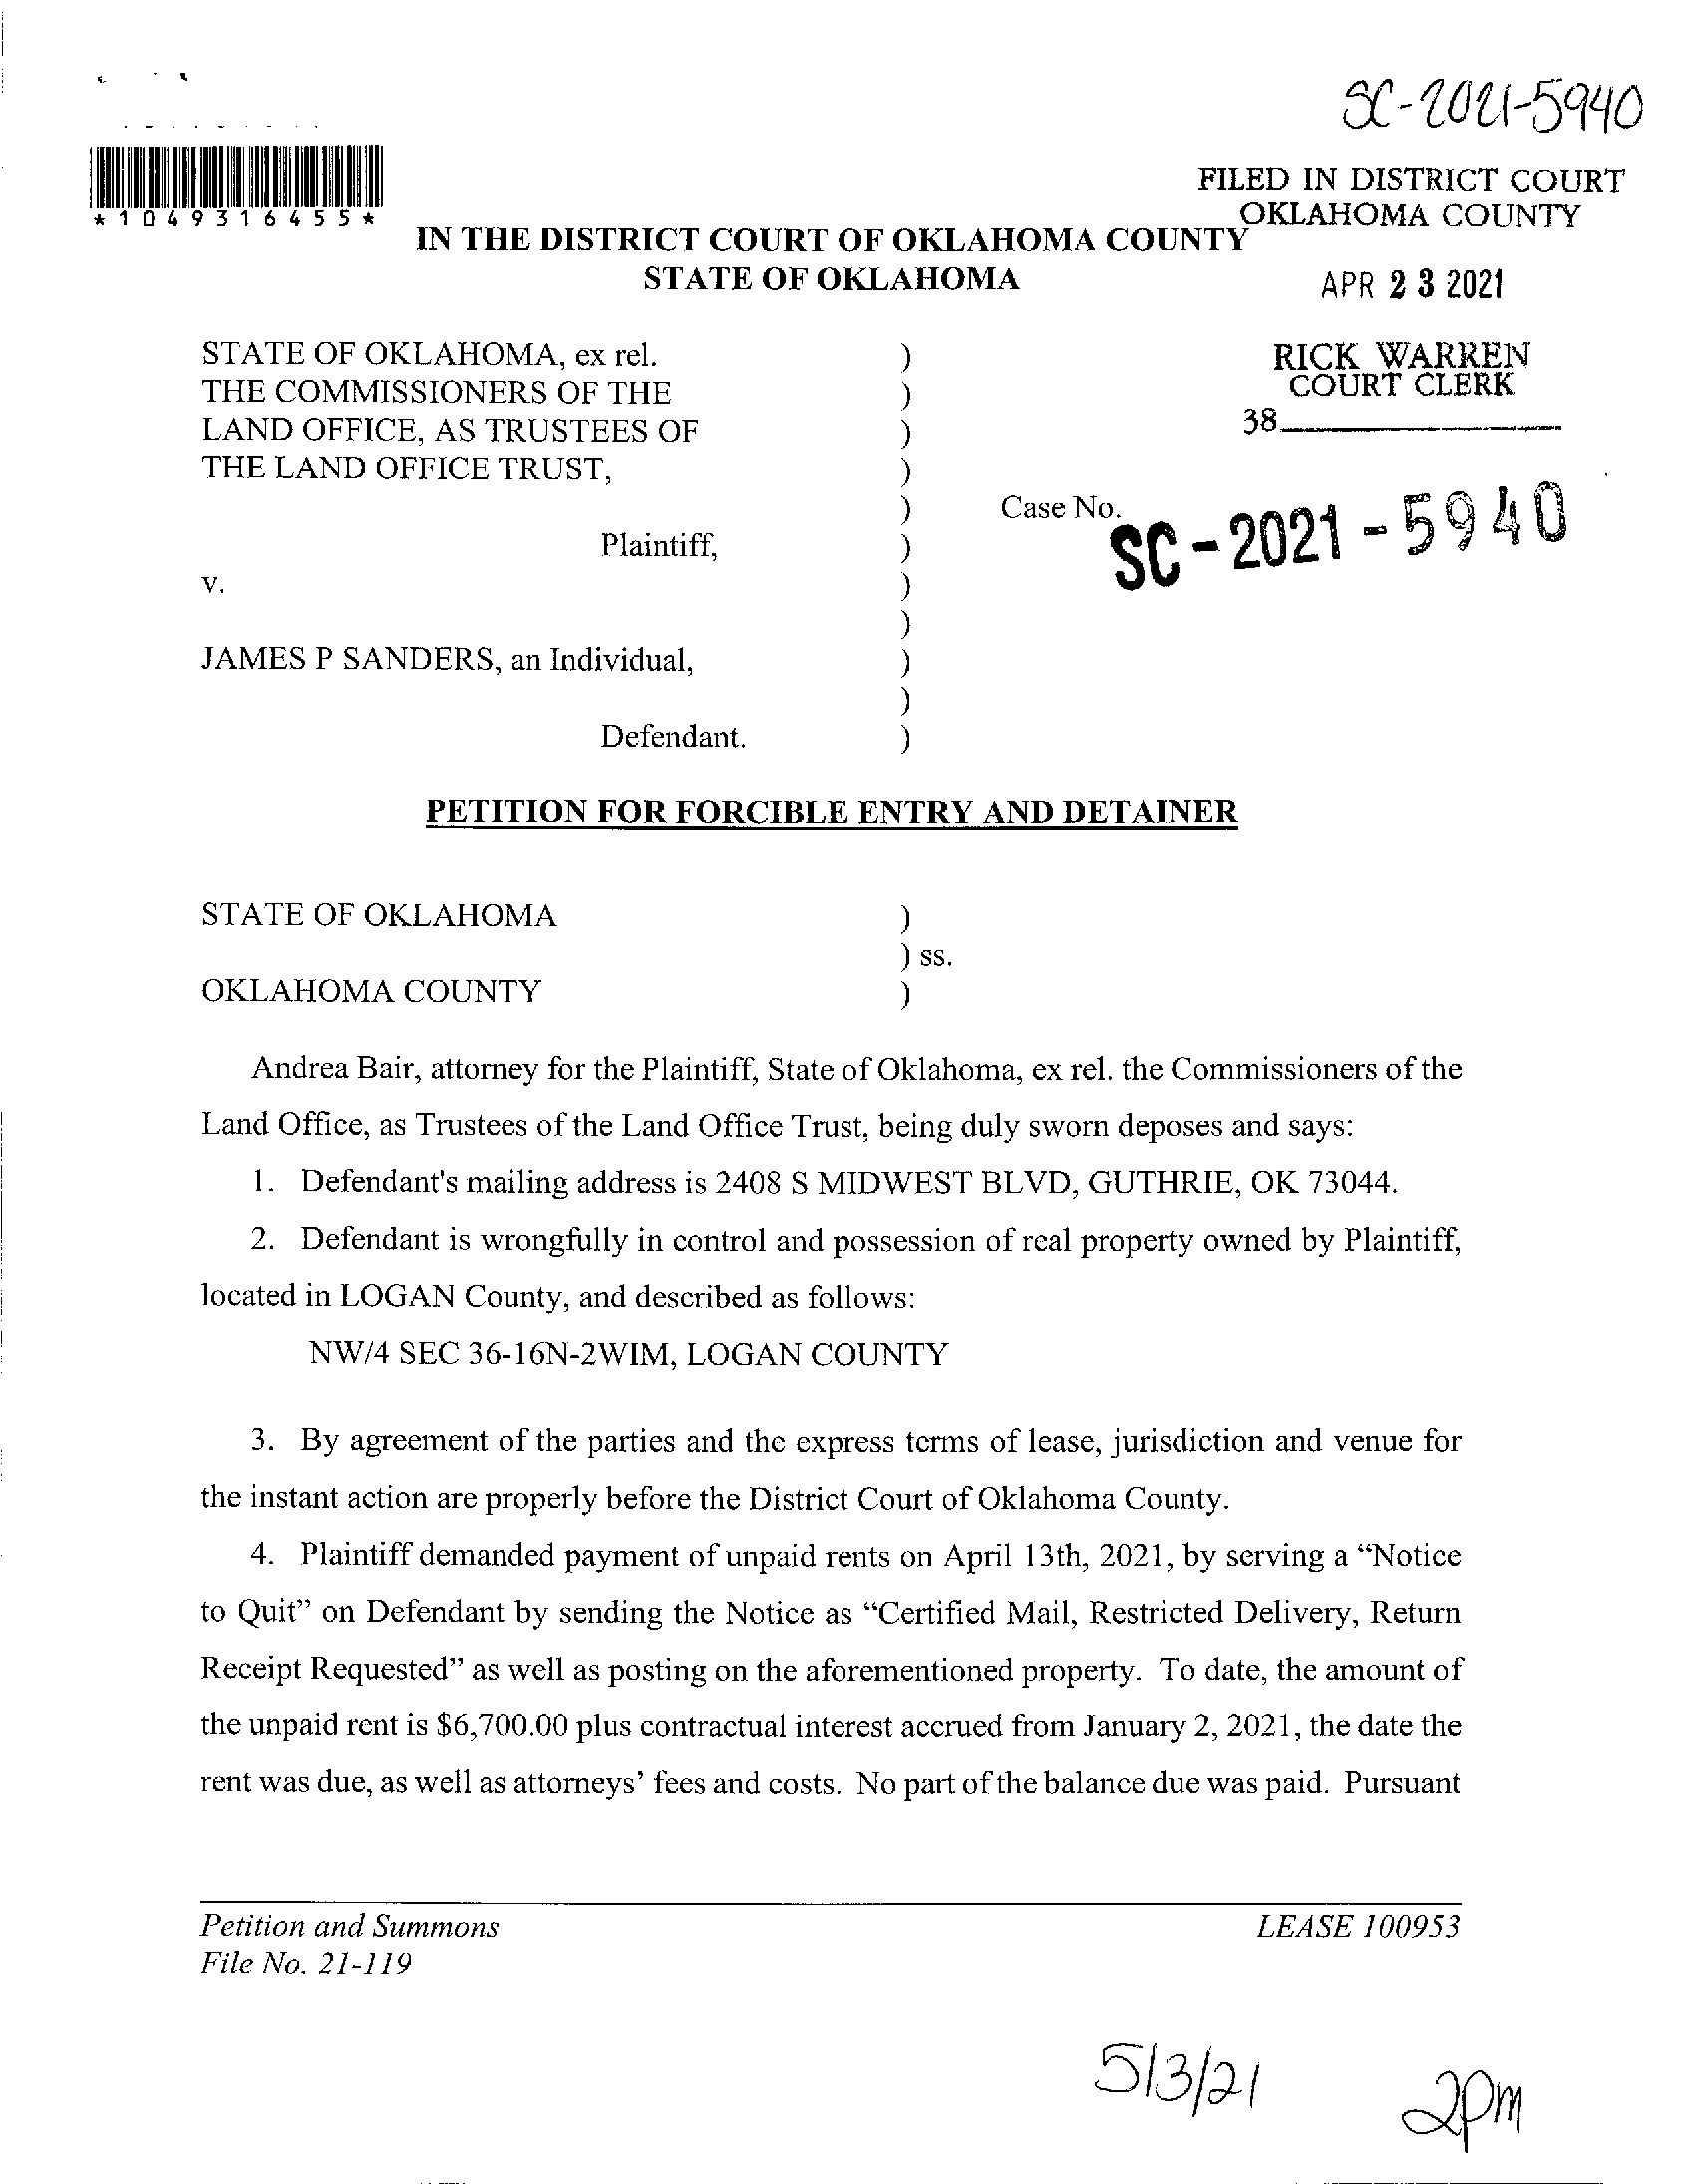 SC-2021-5940
*1049316455*
FILED IN DISTRICT COURT
OKLAHOMA COUNTY
IN THE DISTRICT COURT OF OKLAHOMA COUNTY
STATE OF OKLAHOMA
APR 23 2021
STATE OF OKLAHOMA, ex rel. )
THE COMMISSIONERS OF THE )
LAND OFFICE, AS TRUSTEES OF )
THE LAND OFFICE TRUST, )
RICK WARREN
COURT CLERK
38
)
Plaintiff, )
v. )
)
JAMES P SANDERS, an Individual, )
)
Defendant. )
Case No.
SC-2021-5940
PETITION FOR FORCIBLE ENTRY AND DETAINER
STATE OF OKLAHOMA )
) ss.
OKLAHOMA COUNTY )
Andrea Bair, attorney for the Plaintiff, State of Oklahoma, ex rel. the Commissioners of the
Land Office, as Trustees of the Land Office Trust, being duly sworn deposes and says:
1. Defendant's mailing address is 2408 S MIDWEST BLVD, GUTHRIE, OK 73044.
2. Defendant is wrongfully in control and possession of real property owned by Plaintiff,
located in LOGAN County, and described as follows:
NW/4 SEC 36-16N-2WIM, LOGAN COUNTY
3. By agreement of the parties and the express terms of lease, jurisdiction and venue for
the instant action are properly before the District Court of Oklahoma County.
4. Plaintiff demanded payment of unpaid rents on April 13th, 2021, by serving a “Notice
to Quit” on Defendant by sending the Notice as “Certified Mail, Restricted Delivery, Return
Receipt Requested” as well as posting on the aforementioned property. To date, the amount of
the unpaid rent is $6,700.00 plus contractual interest accrued from January 2, 2021, the date the
rent was due, as well as attorneys’ fees and costs. No part of the balance due was paid. Pursuant
Petition and Summons LEASE 100953
File No. 21-119
5/3/21
2pm